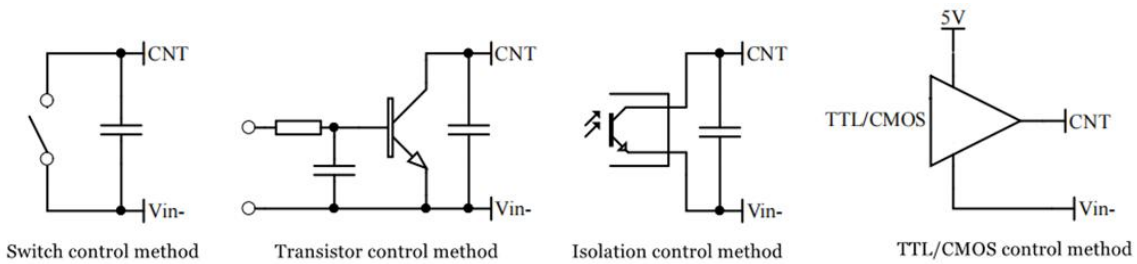 5V
CNT
CNT
CNT
TTL/CMOS
CNT
Vin-
Vin-
Vin-
Vin-
Switch control method
Transistor control method
Isolation control method
TTL/CMOS control method